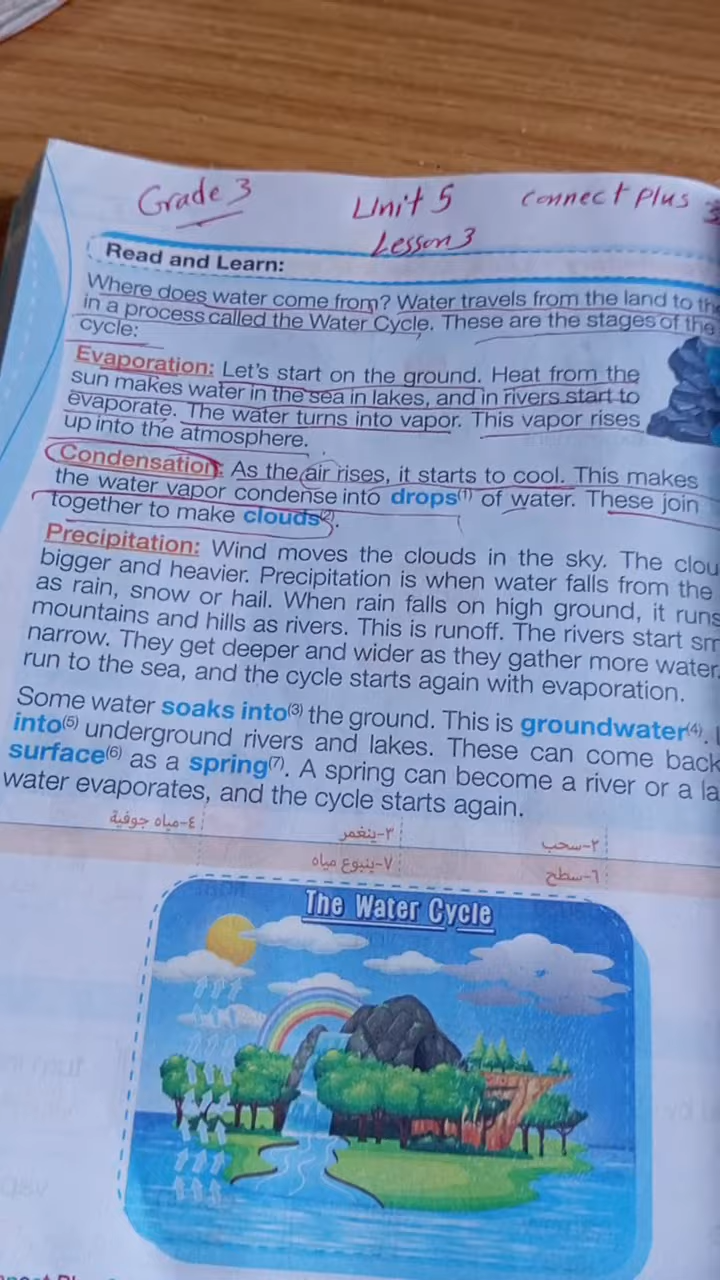 Grade 3 Unit 5 Connect Plus 3
Lesson 3
Read and Learn:
Where does water come from? Water travels from the land to the
in a process called the Water Cycle. These are the stages of the
cycle:
Evaporation: Let's start on the ground. Heat from the
sun makes water in the sea in lakes, and in rivers start to
evaporate. The water turns into vapor. This vapor rises
up into the atmosphere.
Condensation: As the air rises, it starts to cool. This makes
the water vapor condense into drops(1) of water. These join
together to make clouds(2).
Precipitation: Wind moves the clouds in the sky. The clou
bigger and heavier. Precipitation is when water falls from the
as rain, snow or hail. When rain falls on high ground, it runs
mountains and hills as rivers. This is runoff. The rivers start sm
narrow. They get deeper and wider as they gather more water.
run to the sea, and the cycle starts again with evaporation.
Some water soaks into(3) the ground. This is groundwater(4).
into(5) underground rivers and lakes. These can come back
surface(6) as a spring(7). A spring can become a river or a la
water evaporates, and the cycle starts again.
٢-سحب ٣-ينغمر ٤-مياه جوفية
٦-سطح ٧-ينبوع مياه
The Water Cycle